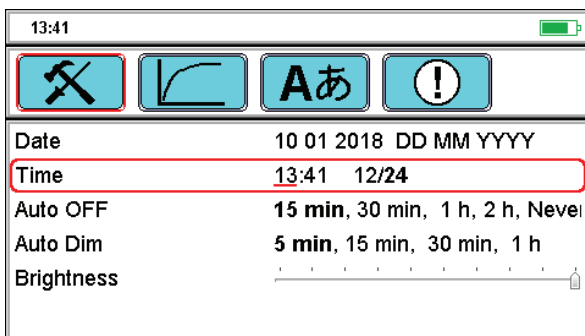 13:41
Aあ
Date 10 01 2018 DD MM YYYY
Time 13:41 12/24
Auto OFF 15 min, 30 min, 1 h, 2 h, Never
Auto Dim 5 min, 15 min, 30 min, 1 h
Brightness